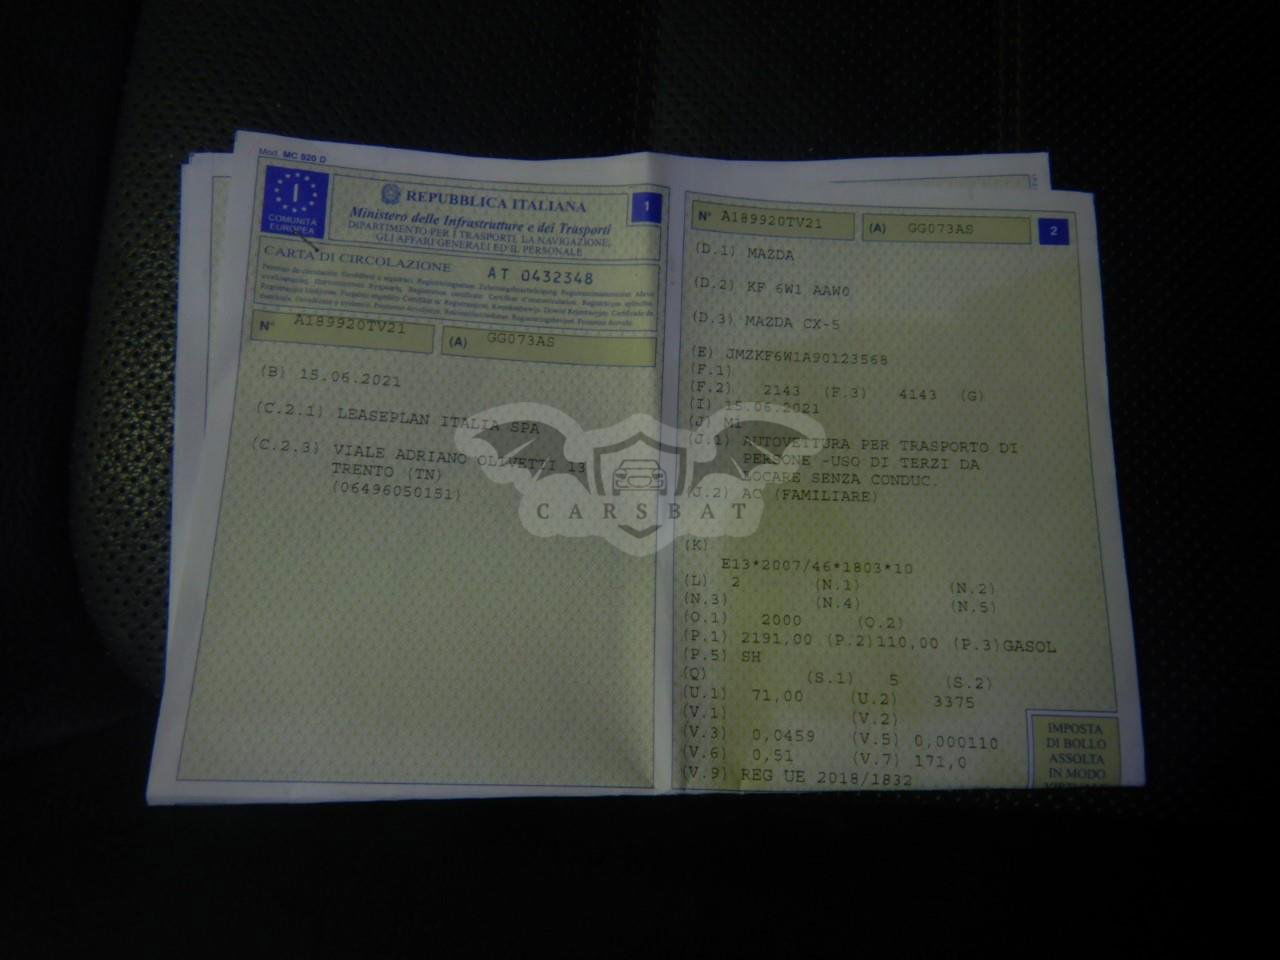 Mod. MC 820 D
REPUBBLICA ITALIANA
1
Ministero delle Infrastrutture e dei Trasporti
DIPARTIMENTO PER I TRASPORTI, LA NAVIGAZIONE,
GLI AFFARI GENERALI ED IL PERSONALE
I
COMUNITÀ
EUROPEA
CARTA DI CIRCOLAZIONE AT 0432348
N° A189920TV21 (A) GG073AS
(B) 15.06.2021
(C.2.1) LEASEPLAN ITALIA SPA
(C.2.3) VIALE ADRIANO OLIVETTI 13
TRENTO (TN)
(06496050151)
N° A189920TV21 (A) GG073AS 2
(D.1) MAZDA
(D.2) KF 6W1 AAW0
(D.3) MAZDA CX-5
(E) JMZKF6W1A90123568
(F.1)
(F.2) 2143 (F.3) 4143 (G)
(I) 15.06.2021
(J) M1
(J.1) AUTOVETTURA PER TRASPORTO DI
PERSONE -USO DI TERZI DA
LOCARE SENZA CONDUC.
(J.2) AC (FAMILIARE)
(K)
E13*2007/46*1803*10
(L) 2 (N.1) (N.2)
(N.3) (N.4) (N.5)
(O.1) 2000 (O.2)
(P.1) 2191,00 (P.2)110,00 (P.3)GASOL
(P.5) SH
(Q) (S.1) 5 (S.2)
(U.1) 71,00 (U.2) 3375
(V.1) (V.2)
(V.3) 0,0459 (V.5) 0,000110
(V.6) 0,51 (V.7) 171,0
(V.9) REG UE 2018/1832
IMPOSTA
DI BOLLO
ASSOLTA
IN MODO
CARSBAT